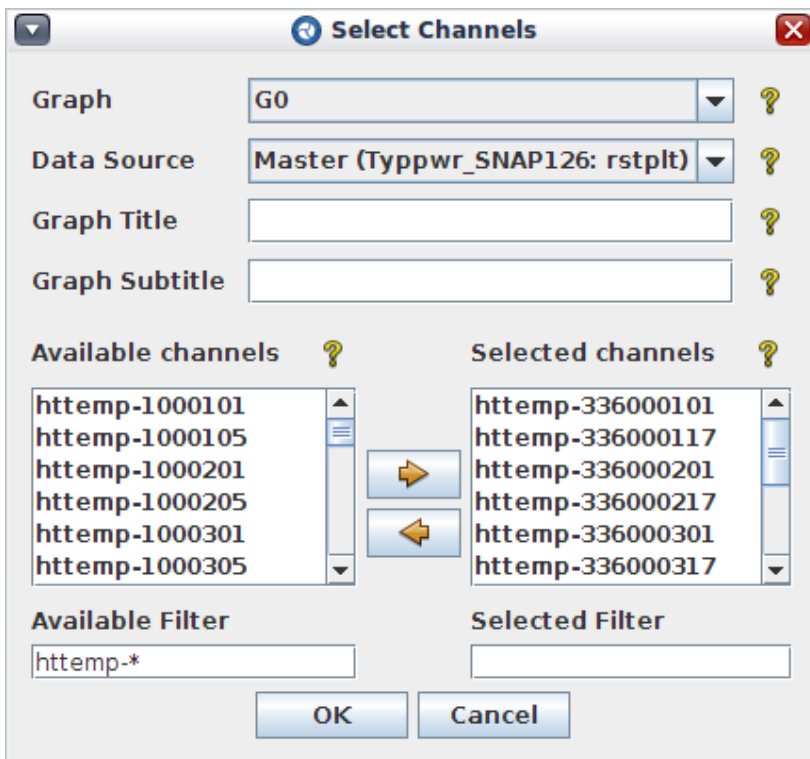 Select Channels
Graph G0
Data Source Master (Typpwr_SNAP126: rstplt)
Graph Title
Graph Subtitle
Available channels Selected channels
httemp-1000101 httemp-336000101
httemp-1000105 httemp-336000117
httemp-1000201 httemp-336000201
httemp-1000205 httemp-336000217
httemp-1000301 httemp-336000301
httemp-1000305 httemp-336000317
Available Filter Selected Filter
httemp-*
OK Cancel